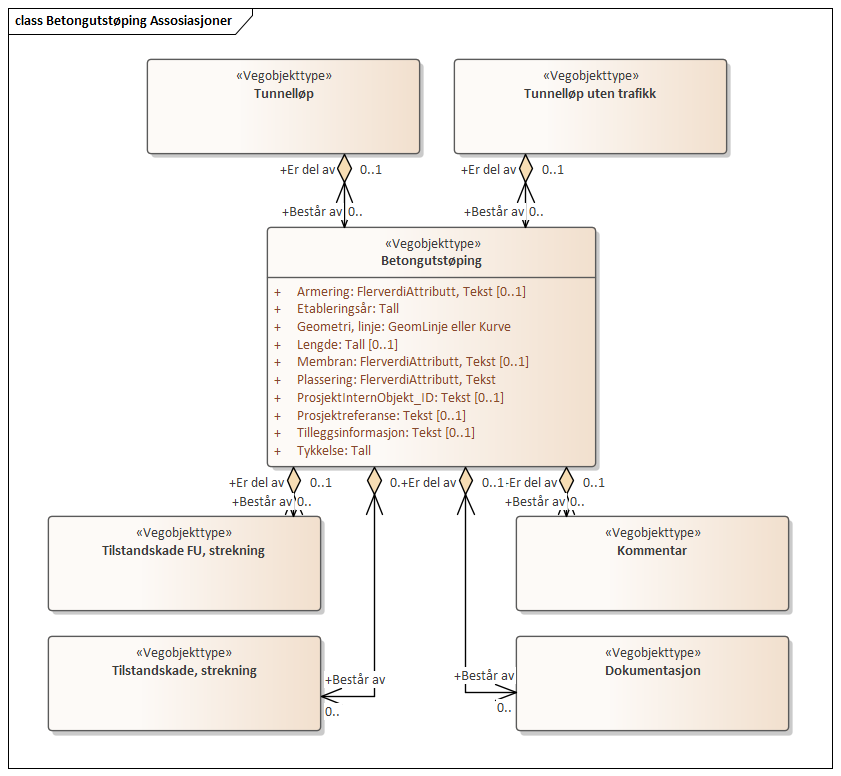 class Betongutstøping Assosiasjoner
«Vegobjekttype»
Tunnelløp
«Vegobjekttype»
Tunnelløp uten trafikk
+Er del av 0..1
+Er del av 0..1
+Består av 0..
+Består av 0..
«Vegobjekttype»
Betongutstøping
+ Armering: FlerverdiAttributt, Tekst [0..1]
+ Etableringsår: Tall
+ Geometri, linje: GeomLinje eller Kurve
+ Lengde: Tall [0..1]
+ Membran: FlerverdiAttributt, Tekst [0..1]
+ Plassering: FlerverdiAttributt, Tekst
+ ProsjektInternObjekt_ID: Tekst [0..1]
+ Prosjektreferanse: Tekst [0..1]
+ Tilleggsinformasjon: Tekst [0..1]
+ Tykkelse: Tall
+Er del av 0..1 0.. +Er del av 0..1 -Er del av 0..1
+Består av 0..
+Består av 0..
«Vegobjekttype»
Tilstandskade FU, strekning
«Vegobjekttype»
Kommentar
«Vegobjekttype»
Tilstandskade, strekning
«Vegobjekttype»
Dokumentasjon
+Består av
0..
+Består av
0..